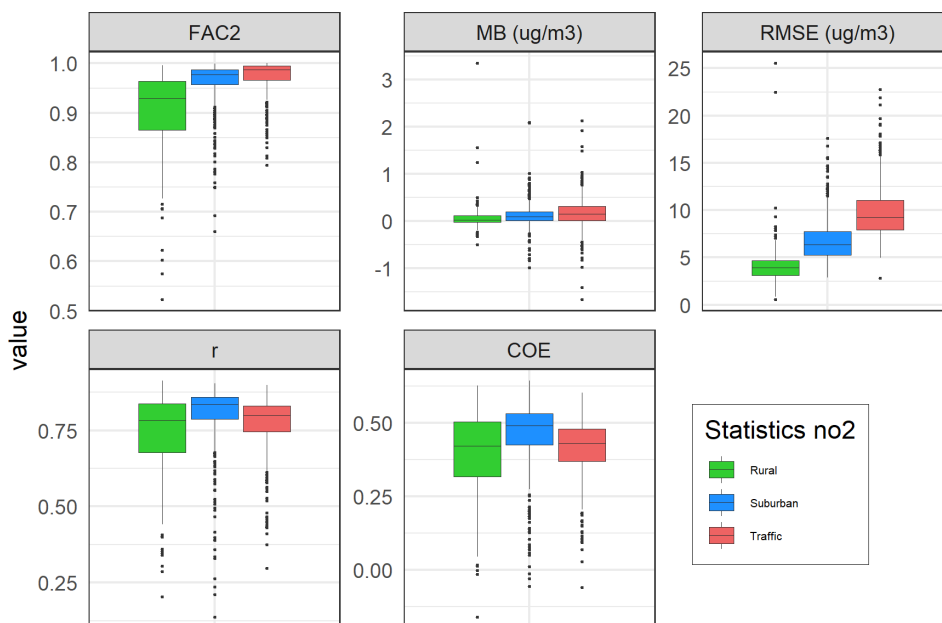 FAC2
MB (ug/m3)
RMSE (ug/m3)
1.0
0.9
0.8
0.7
0.6
0.5
3
2
1
0
-1
25
20
15
10
5
0
value
r
COE
0.75
0.50
0.25
0.50
0.25
0.00
Statistics no2
Rural
Suburban
Traffic